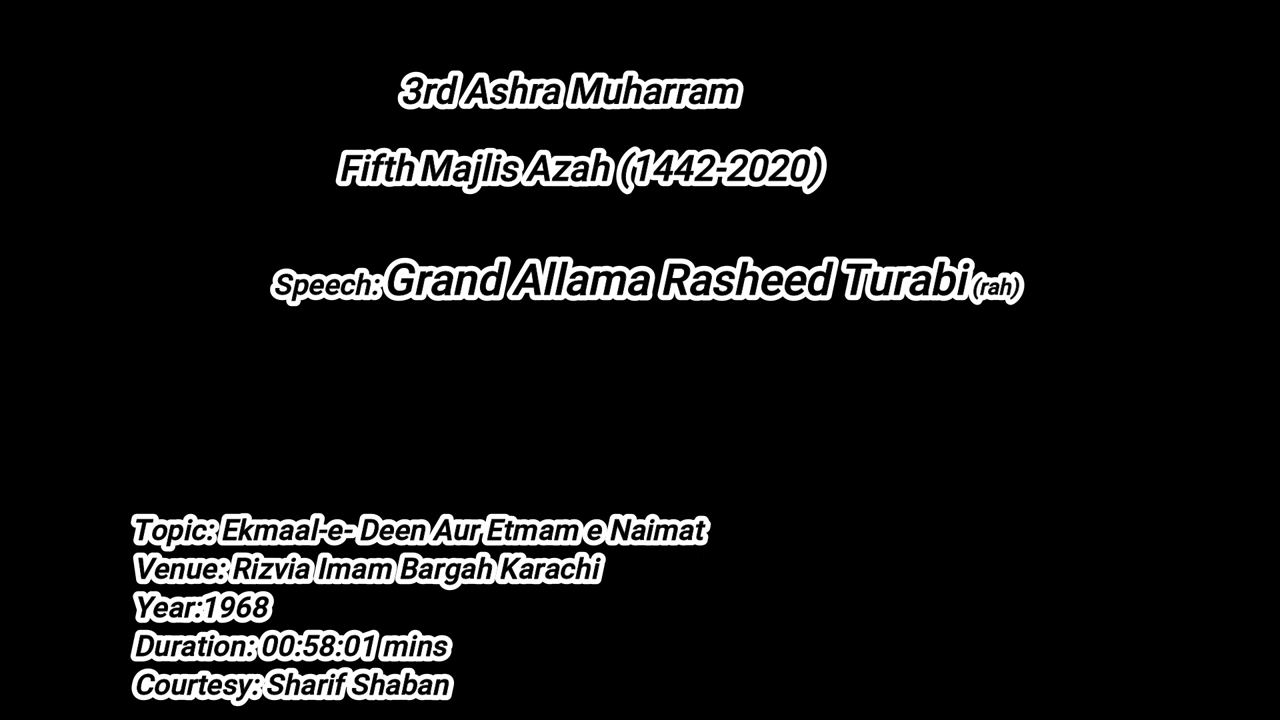 3rd Ashra Muharram
Fifth Majlis Azah (1442-2020)
Speech: Grand Allama Rasheed Turabi (rah)
Topic: Ekmaal-e- Deen Aur Etmam e Naimat
Venue: Rizvia Imam Bargah Karachi
Year:1968
Duration: 00:58:01 mins
Courtesy: Sharif Shaban